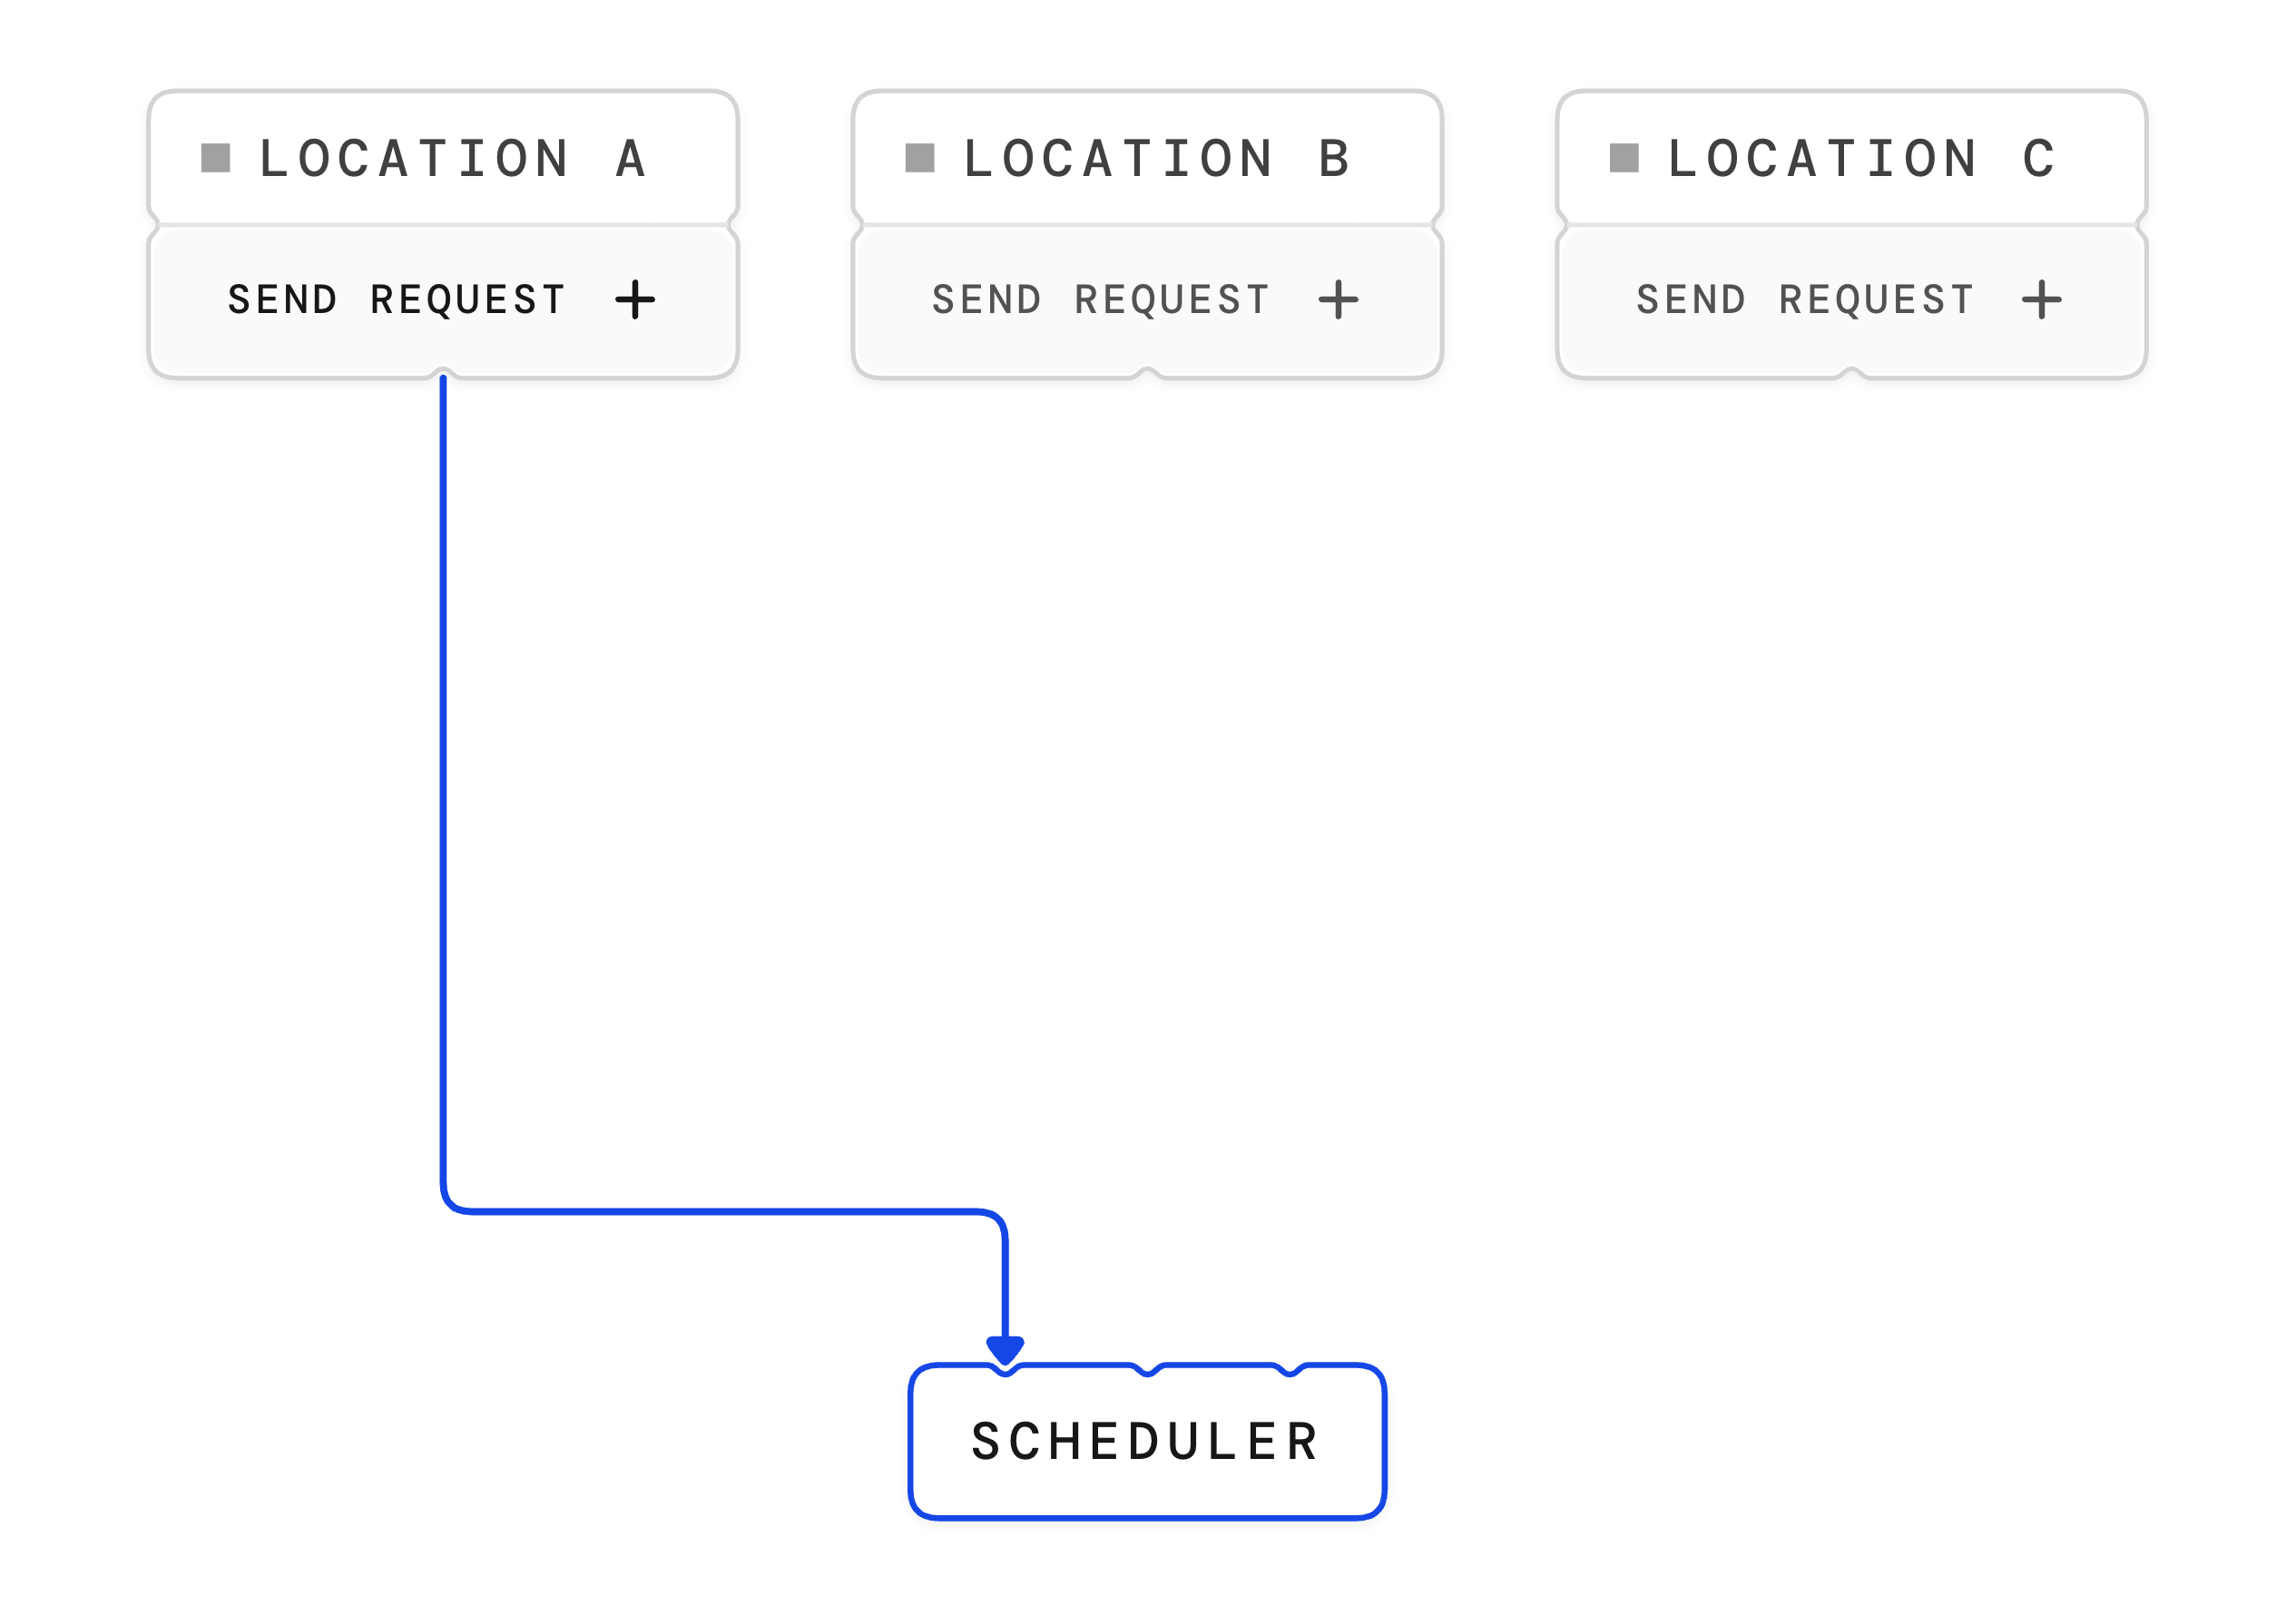 LOCATION A
SEND REQUEST +
LOCATION B
SEND REQUEST +
LOCATION C
SEND REQUEST +
SCHEDULER